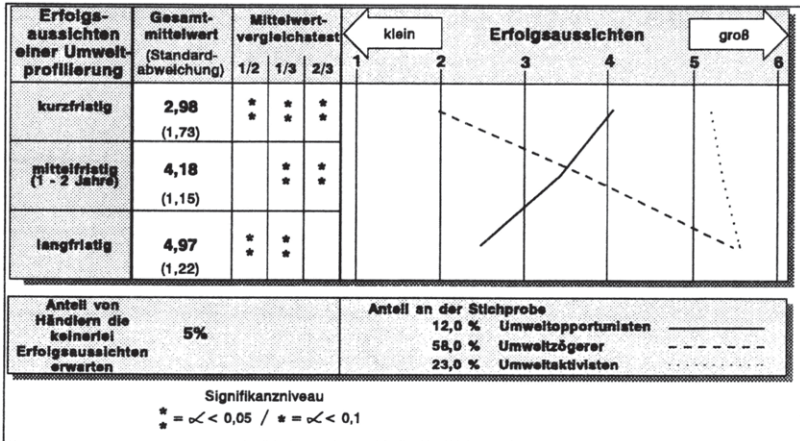 Erfolgs-
aussichten
einer Umwelt-
profilierung
Gesamt-
mittelwert
(Standard-
abweichung)
Mittelwert-
vergleichstest
1/2 1/3 2/3
klein
Erfolgsaussichten
groß
1 2 3 4 5 6
kurzfristig
2,98
(1,73)
* * *
* * *
mittelfristig
(1 - 2 Jahre)
4,18
(1,15)
* *
* *
langfristig
4,97
(1,22)
* *
* *
Anteil von
Händlern die
keinerlei
Erfolgsaussichten
erwarten
5%
Anteil an der Stichprobe
12,0 % Umweltopportunisten
58,0 % Umweltzögerer
23,0 % Umweltaktivisten
Signifikanzniveau
*
* = ∝ < 0,05 / * = ∝ < 0,1